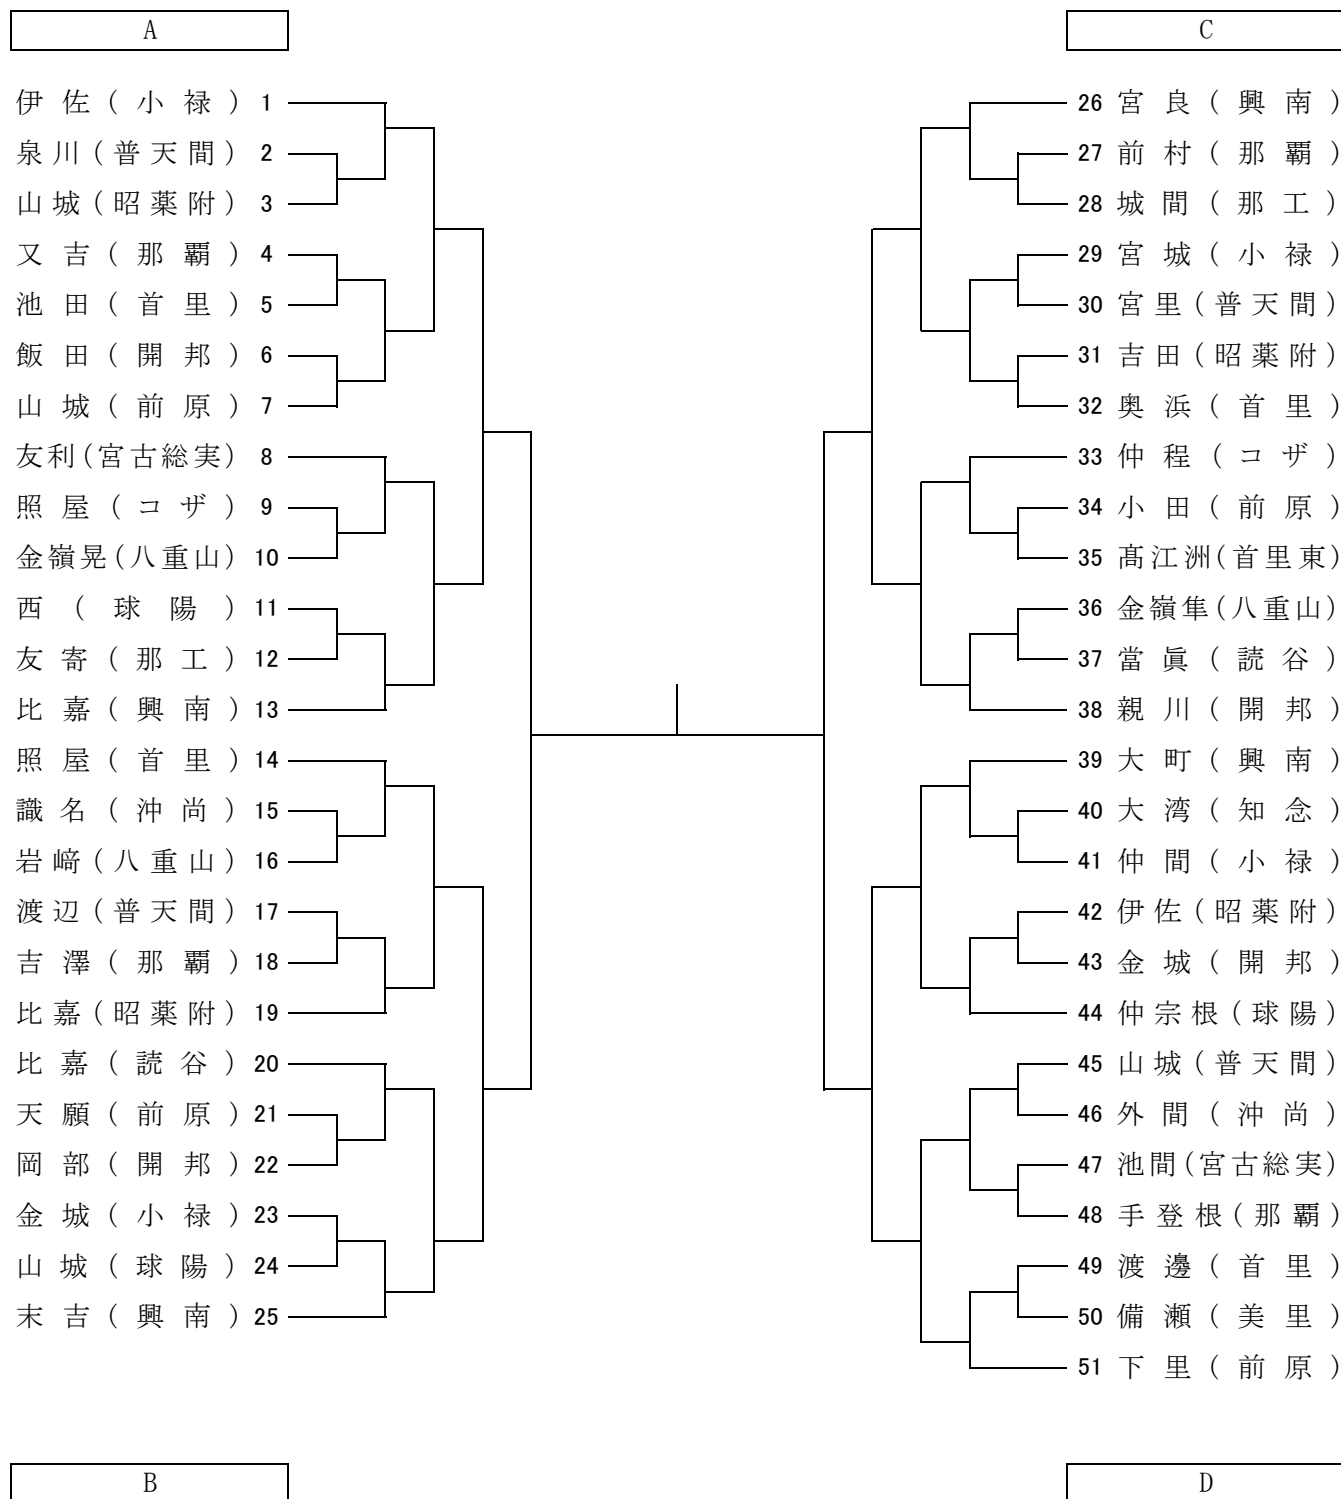 A
伊佐(小禄) 1
泉川(普天間) 2
山城(昭薬附) 3
又吉(那覇) 4
池田(首里) 5
飯田(開邦) 6
山城(前原) 7
友利(宮古総実) 8
照屋(コザ) 9
金嶺晃(八重山) 10
西(球陽) 11
友寄(那工) 12
比嘉(興南) 13
照屋(首里) 14
識名(沖尚) 15
岩﨑(八重山) 16
渡辺(普天間) 17
吉澤(那覇) 18
比嘉(昭薬附) 19
比嘉(読谷) 20
天願(前原) 21
岡部(開邦) 22
金城(小禄) 23
山城(球陽) 24
末吉(興南) 25
B
C
26 宮良(興南)
27 前村(那覇)
28 城間(那工)
29 宮城(小禄)
30 宮里(普天間)
31 吉田(昭薬附)
32 奥浜(首里)
33 仲程(コザ)
34 小田(前原)
35 髙江洲(首里東)
36 金嶺隼(八重山)
37 當眞(読谷)
38 親川(開邦)
39 大町(興南)
40 大湾(知念)
41 仲間(小禄)
42 伊佐(昭薬附)
43 金城(開邦)
44 仲宗根(球陽)
45 山城(普天間)
46 外間(沖尚)
47 池間(宮古総実)
48 手登根(那覇)
49 渡邊(首里)
50 備瀬(美里)
51 下里(前原)
D